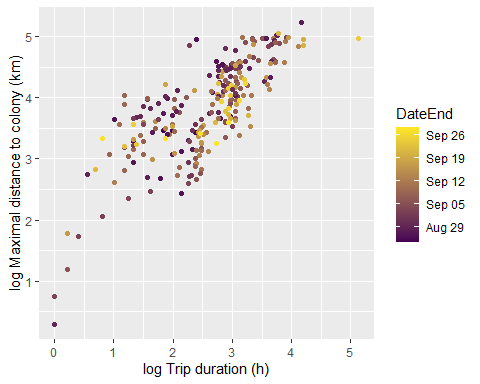 log Maximal distance to colony (km)
5
4
3
2
1
0
1
2
3
4
5
log Trip duration (h)
DateEnd
Sep 26
Sep 19
Sep 12
Sep 05
Aug 29